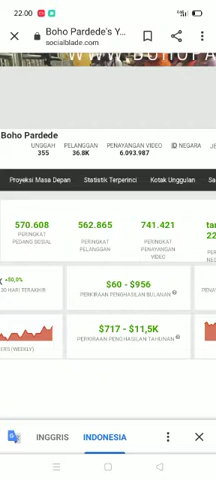 22.00
Boho Pardede's Y...
socialblade.com
Boho Pardede
UNGGAH PELANGGAN PENAYANGAN VIDEO NEGARA
355 36.8K 6.093.987 ID
Proyeksi Masa Depan Statistik Terperinci Kotak Unggulan Sa
570.608 562.865 741.421
PERINGKAT PEDANG SOSIAL
PERINGKAT PELANGGAN
PERINGKAT PENAYANGAN VIDEO
+50,0%
30 HARI TERAKHIR
$60 - $956
PERKIRAAN PENGHASILAN BULANAN
$717 - $11,5K
PERKIRAAN PENGHASILAN TAHUNAN
ERS (WEEKLY)
INGGRIS INDONESIA